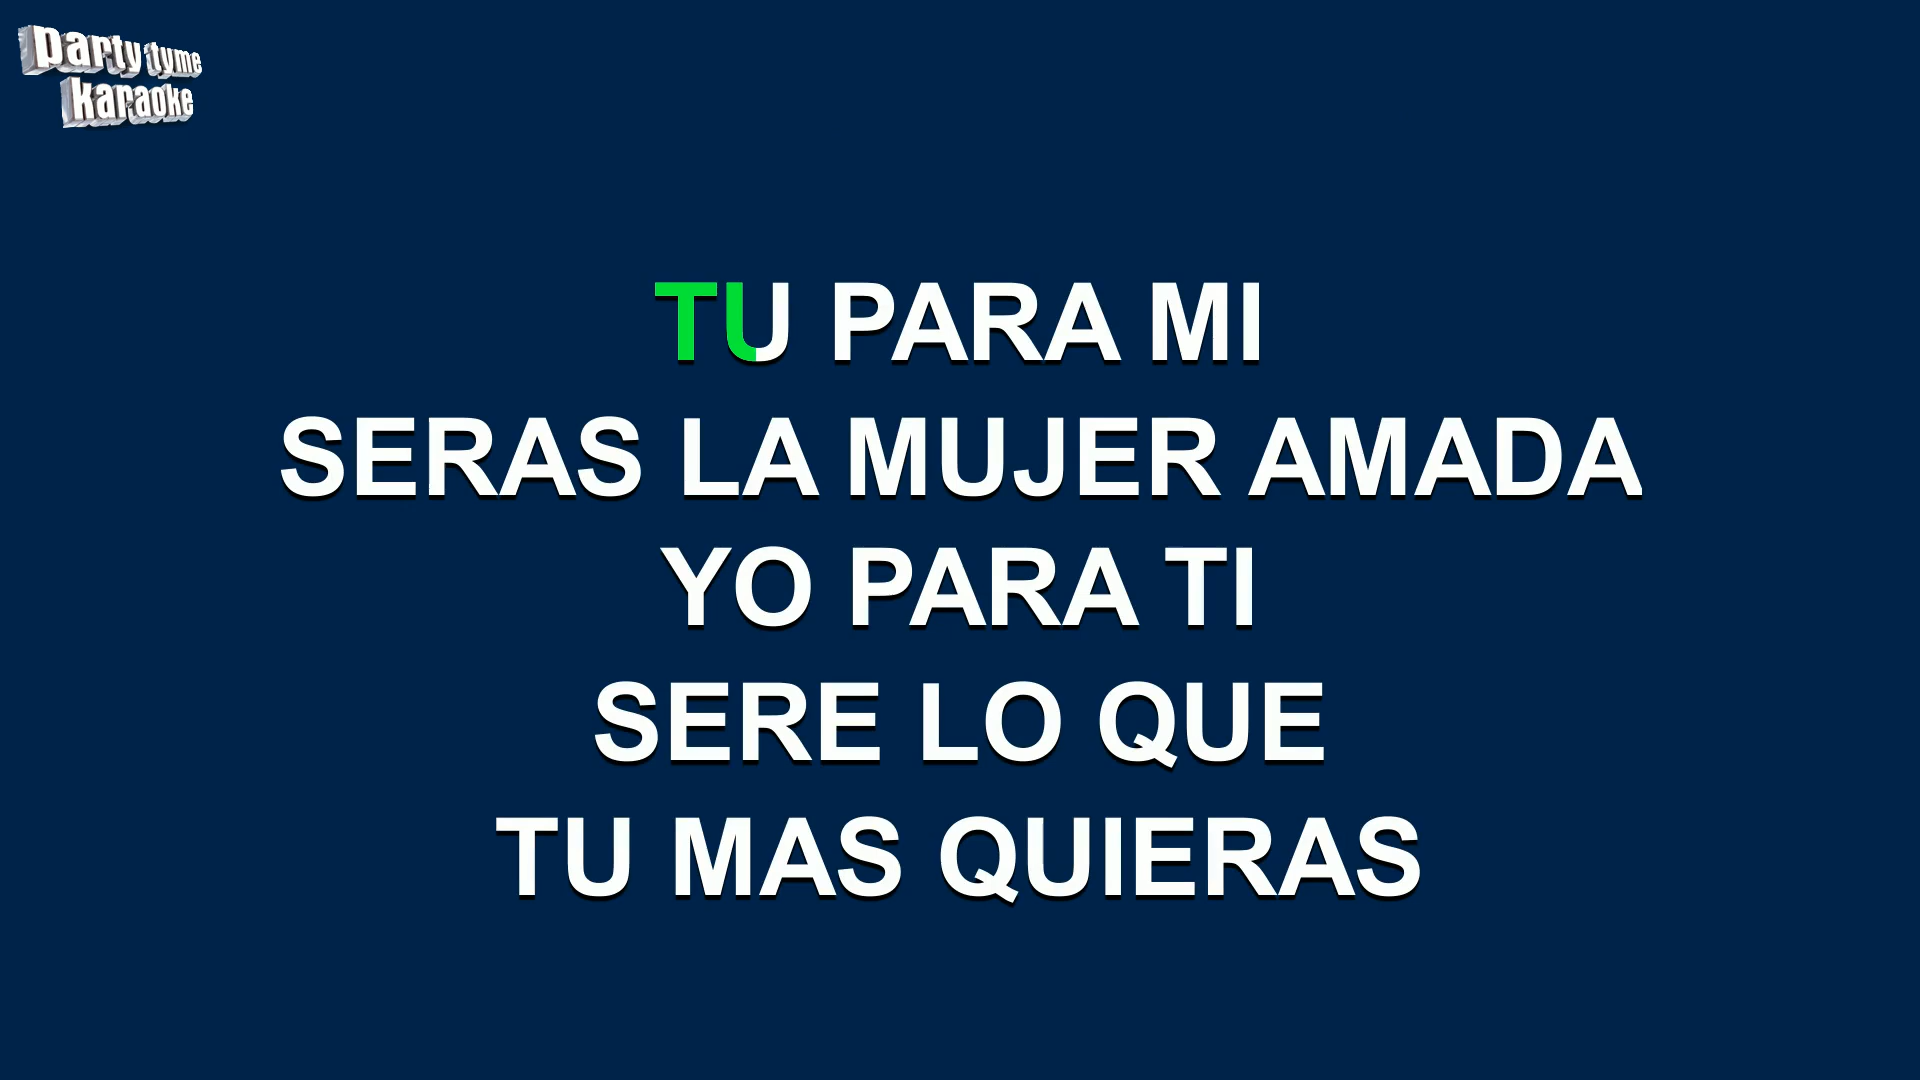 party tyme
karaoke
TU PARA MI
SERAS LA MUJER AMADA
YO PARA TI
SERE LO QUE
TU MAS QUIERAS